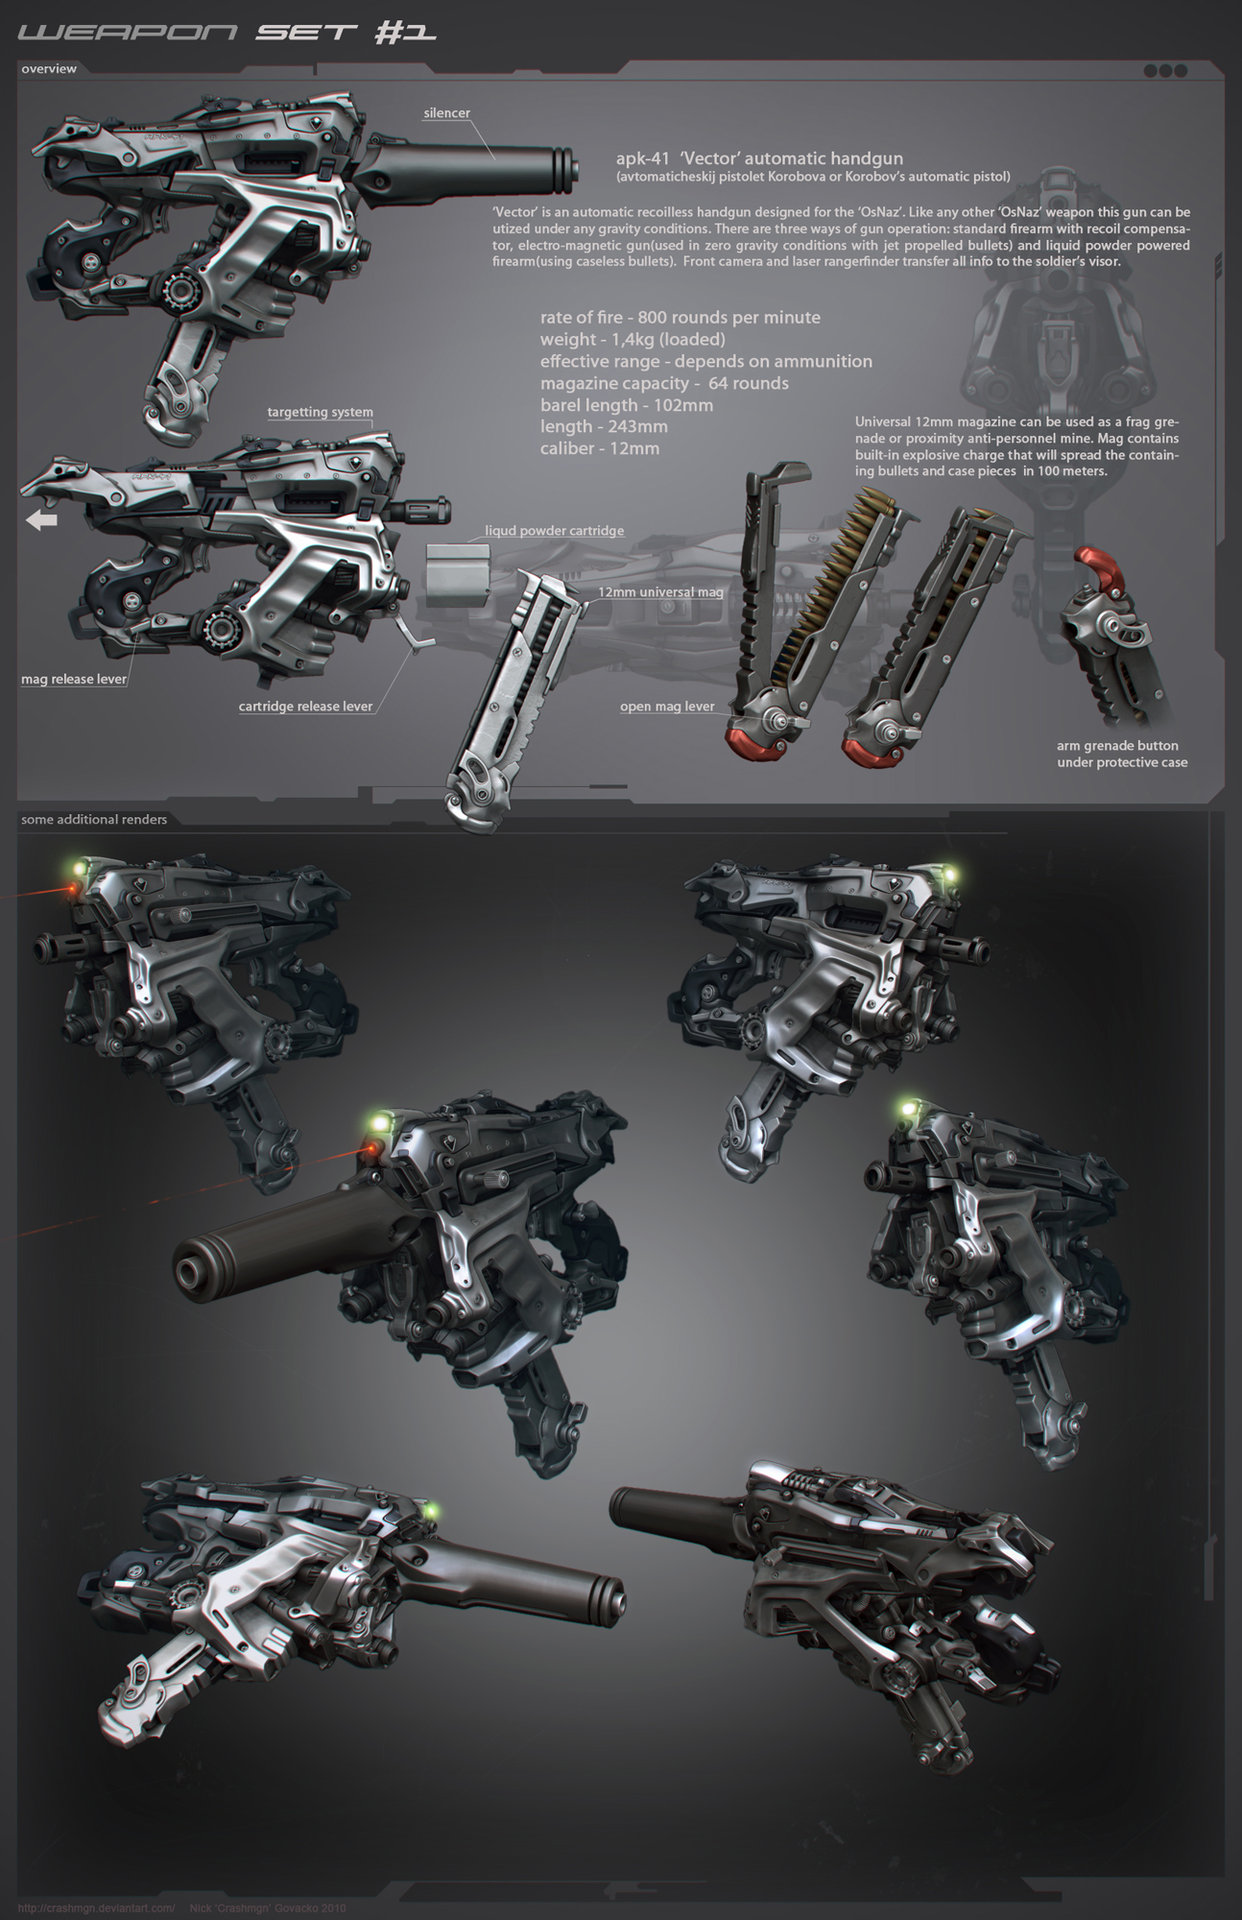 WEAPON SET #1
overview
silencer
apk-41 'Vector' automatic handgun
(avtomaticheskij pistolet Korobova or Korobov's automatic pistol)
'Vector' is an automatic recoilless handgun designed for the 'OsNaz'. Like any other 'OsNaz' weapon this gun can be
utized under any gravity conditions. There are three ways of gun operation: standard firearm with recoil compensa-
tor, electro-magnetic gun(used in zero gravity conditions with jet propelled bullets) and liquid powder powered
firearm(using caseless bullets). Front camera and laser rangerfinder transfer all info to the soldier's visor.
rate of fire - 800 rounds per minute
weight - 1,4kg (loaded)
effective range - depends on ammunition
magazine capacity - 64 rounds
barel length - 102mm
length - 243mm
caliber - 12mm
targetting system
Universal 12mm magazine can be used as a frag gre-
nade or proximity anti-personnel mine. Mag contains
built-in explosive charge that will spread the contain-
ing bullets and case pieces in 100 meters.
liqud powder cartridge
12mm universal mag
mag release lever
cartridge release lever
open mag lever
arm grenade button
under protective case
some additional renders
http://crashmgn.deviantart.com/ Nick 'Crashmgn' Govacko 2010